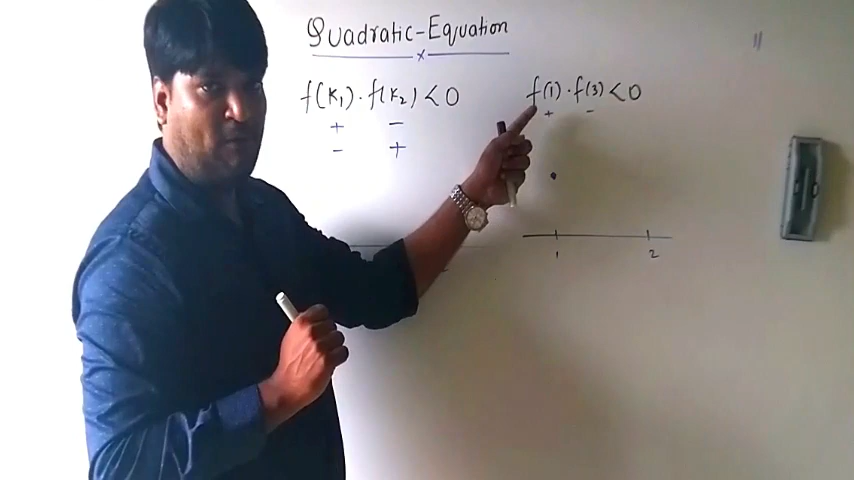 Quadratic-Equation
x
f(K₁) · f(K₂) < 0
+ −
− +
f(1) · f(3) < 0
+ −
1 2